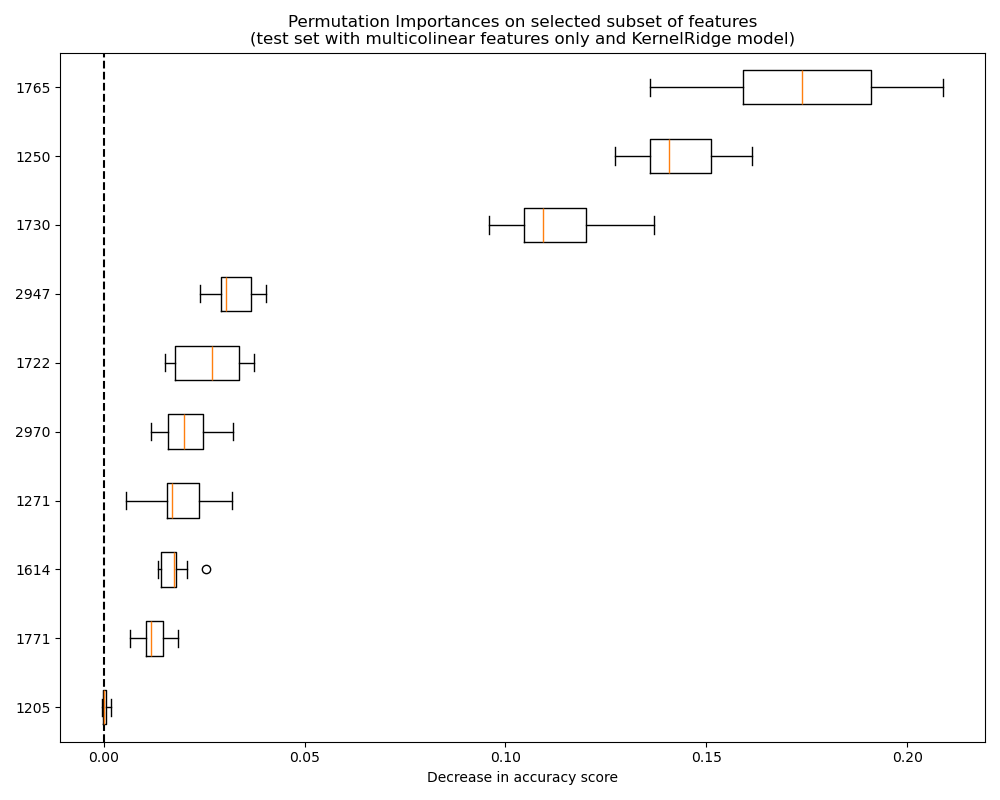 Permutation Importances on selected subset of features
(test set with multicolinear features only and KernelRidge model)
1765
1250
1730
2947
1722
2970
1271
1614
1771
1205
0.00 0.05 0.10 0.15 0.20
Decrease in accuracy score